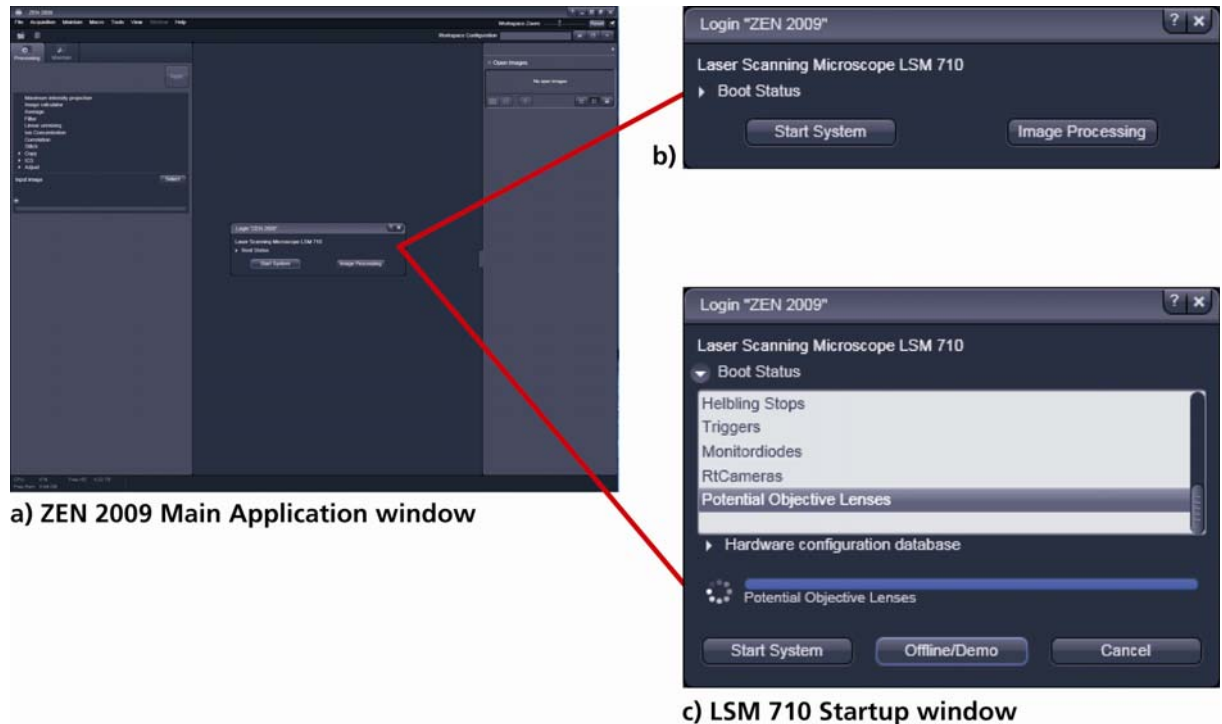 ZEN 2009
File Acquisition Maintain Macro Tools View Window Help
Workspace Zoom
Workspace Configuration
Processing Maintain
Maximum intensity projection
Image calculator
Average
Filter
Linear unmixing
Ion Concentration
Correlation
Stitch
Copy
ICS
Adjust
Input image Select
Open Images
No open images
Login "ZEN 2009"
Laser Scanning Microscope LSM 710
Boot Status
Start System Image Processing
a) ZEN 2009 Main Application window
Login "ZEN 2009" ? x
Laser Scanning Microscope LSM 710
Boot Status
Start System Image Processing
b)
Login "ZEN 2009" ? x
Laser Scanning Microscope LSM 710
Boot Status
Helbling Stops
Triggers
Monitordiodes
RtCameras
Potential Objective Lenses
Hardware configuration database
Potential Objective Lenses
Start System Offline/Demo Cancel
c) LSM 710 Startup window